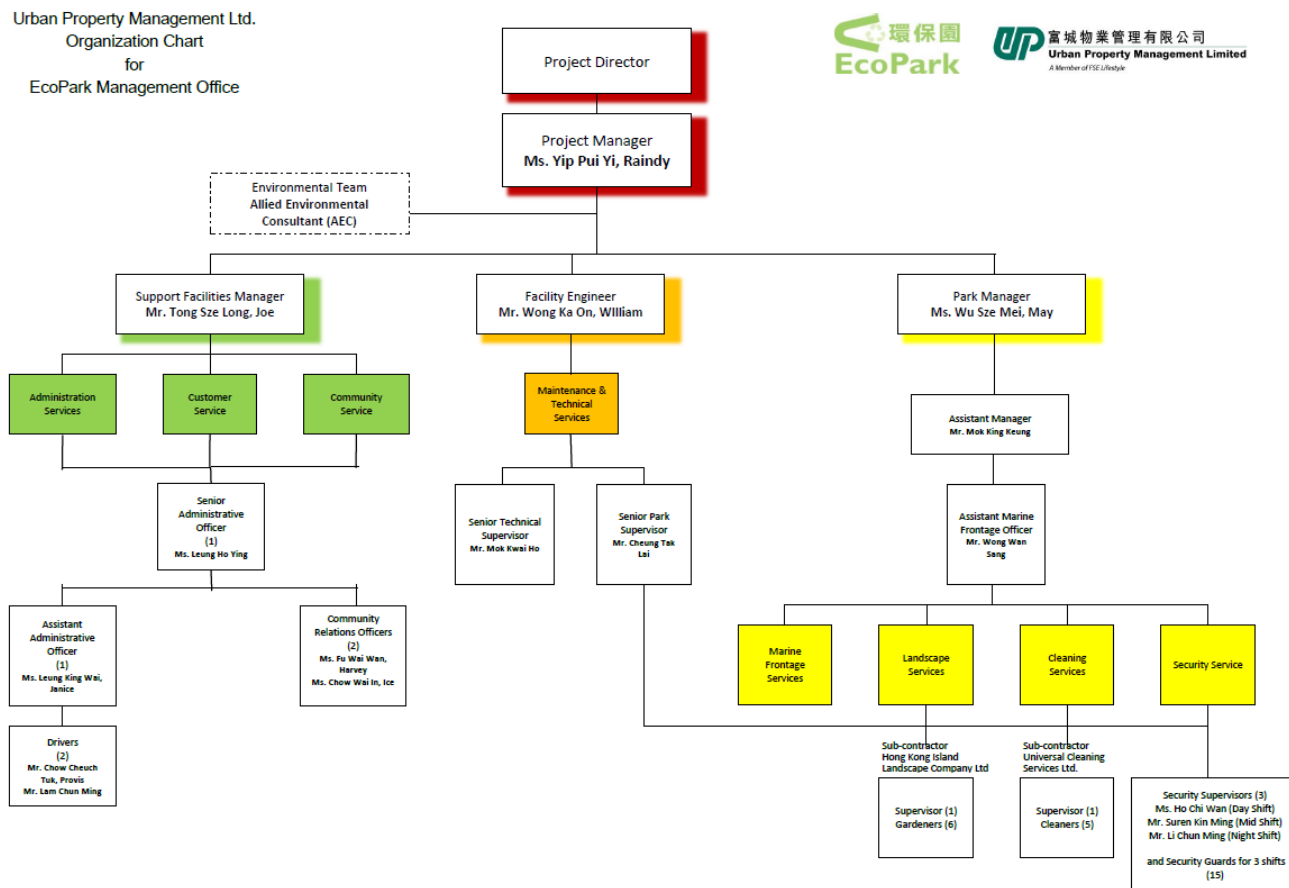 Urban Property Management Ltd.
Organization Chart
for
EcoPark Management Office
環保園
EcoPark
UP
富城物業管理有限公司
Urban Property Management Limited
A Member of FSE Lifestyle
Project Director
Project Manager
Ms. Yip Pui Yi, Raindy
Environmental Team
Allied Environmental
Consultant (AEC)
Support Facilities Manager
Mr. Tong Sze Long, Joe
Facility Engineer
Mr. Wong Ka On, WIlliam
Park Manager
Ms. Wu Sze Mei, May
Administration
Services
Customer
Service
Community
Service
Maintenance &
Technical
Services
Assistant Manager
Mr. Mok King Keung
Senior
Administrative
Officer
(1)
Ms. Leung Ho Ying
Senior Technical
Supervisor
Mr. Mok Kwai Ho
Senior Park
Supervisor
Mr. Cheung Tak
Lai
Assistant Marine
Frontage Officer
Mr. Wong Wan
Sang
Assistant
Administrative
Officer
(1)
Ms. Leung King Wai,
Janice
Community
Relations Officers
(2)
Ms. Fu Wai Wan,
Harvey
Ms. Chow Wai In, Ice
Marine
Frontage
Services
Landscape
Services
Cleaning
Services
Security Service
Drivers
(2)
Mr. Chow Cheuch
Tuk, Provis
Mr. Lam Chun Ming
Sub-contractor
Hong Kong Island
Landscape Company Ltd
Supervisor (1)
Gardeners (6)
Sub-contractor
Universal Cleaning
Services Ltd.
Supervisor (1)
Cleaners (5)
Security Supervisors (3)
Ms. Ho Chi Wan (Day Shift)
Mr. Suren Kin Ming (Mid Shift)
Mr. Li Chun Ming (Night Shift)
and Security Guards for 3 shifts
(15)